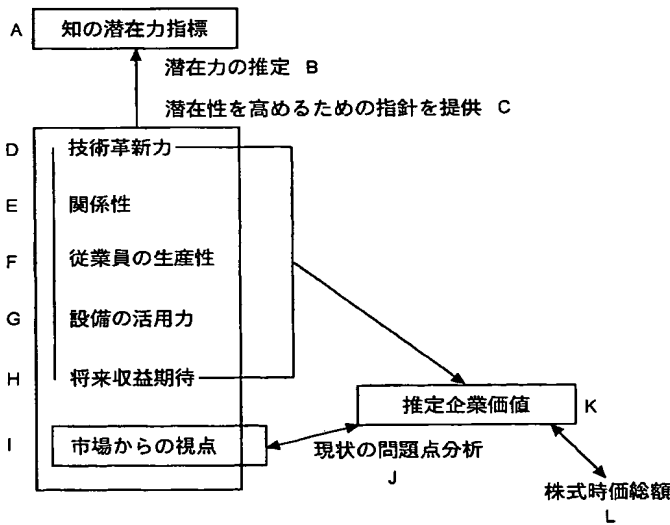 A 知の潜在力指標
潜在力の推定 B
潜在性を高めるための指針を提供 C
D 技術革新力
E 関係性
F 従業員の生産性
G 設備の活用力
H 将来収益期待
推定企業価値 K
I 市場からの視点
現状の問題点分析
J
株式時価総額
L